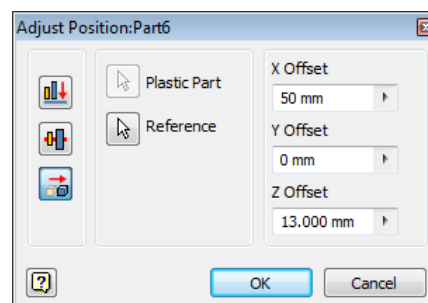 Adjust Position:Part6
Plastic Part
Reference
X Offset
50 mm
Y Offset
0 mm
Z Offset
13.000 mm
?
OK
Cancel